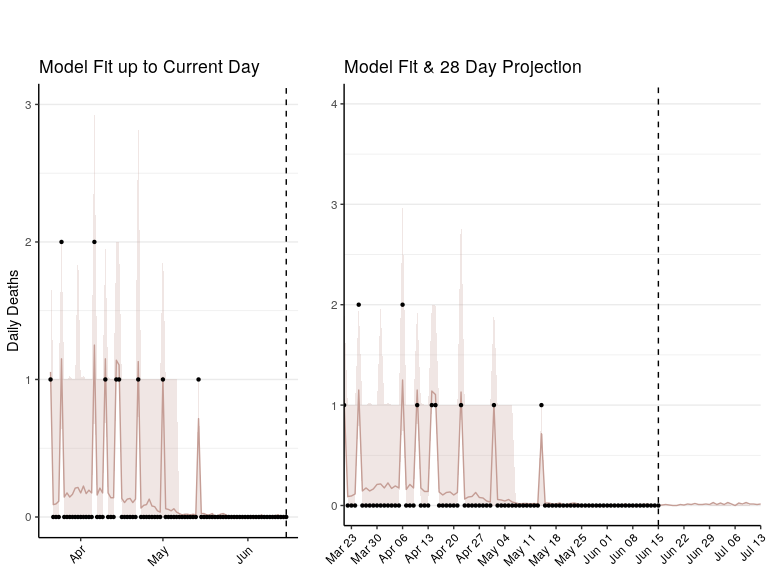 Model Fit up to Current Day
Daily Deaths
3
2
1
0
Apr
May
Jun
Model Fit & 28 Day Projection
4
3
2
1
0
Mar 23
Mar 30
Apr 06
Apr 13
Apr 20
Apr 27
May 04
May 11
May 18
May 25
Jun 01
Jun 08
Jun 15
Jun 22
Jun 29
Jul 06
Jul 13